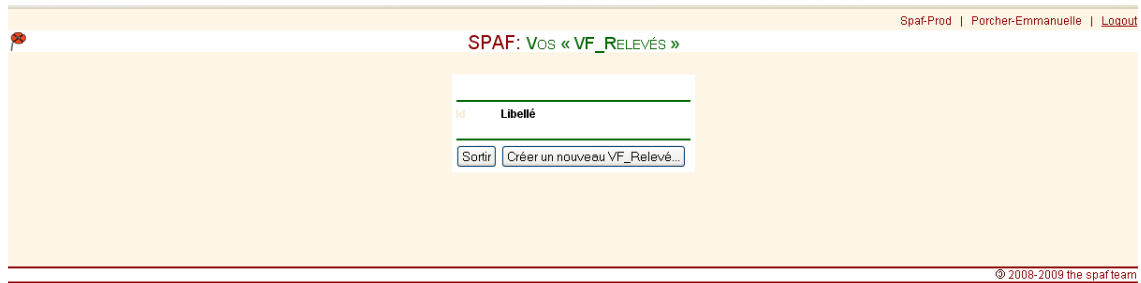 Spaf-Prod | Porcher-Emmanuelle | Logout
SPAF: Vos « VF_Relevés »
Id Libellé
Sortir Créer un nouveau VF_Relevé...
© 2008-2009 the spaf team